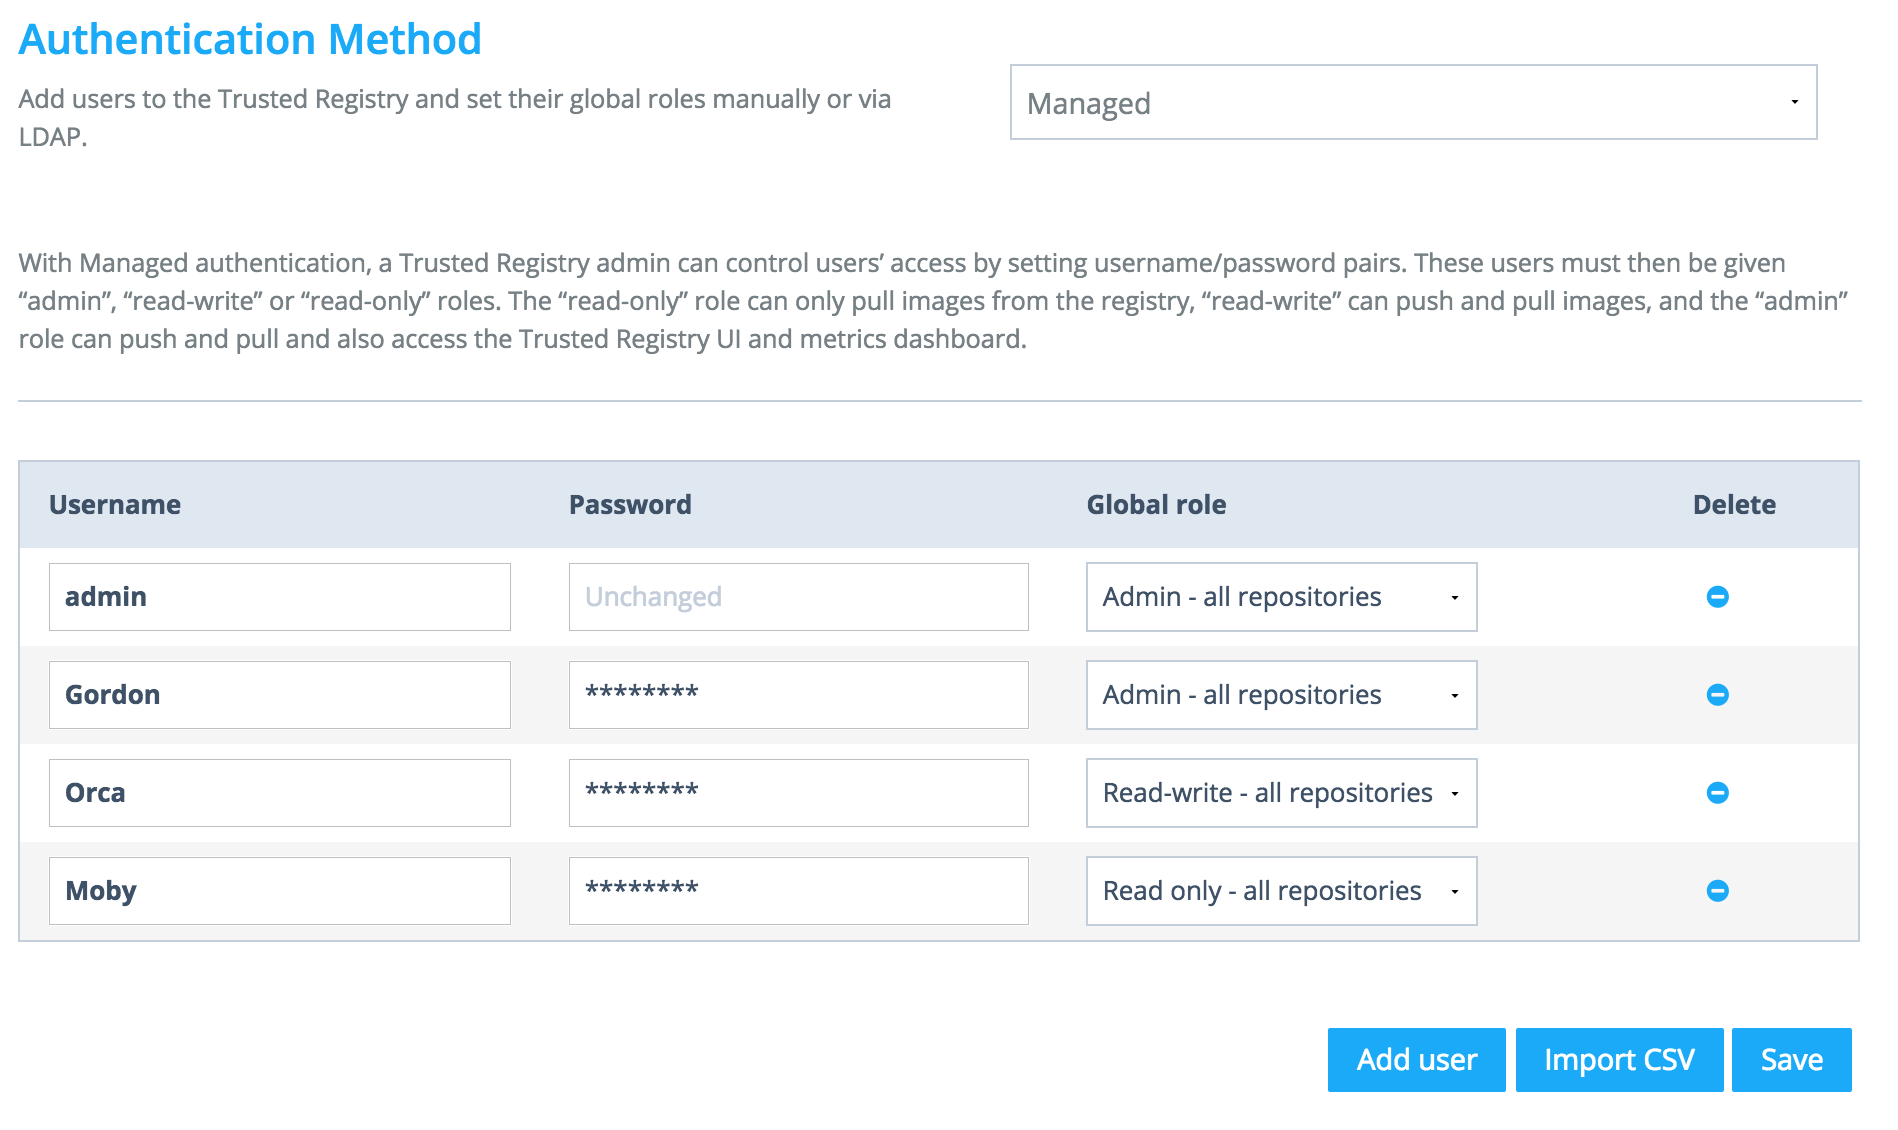 Authentication Method
Add users to the Trusted Registry and set their global roles manually or via
LDAP.
Managed
With Managed authentication, a Trusted Registry admin can control users’ access by setting username/password pairs. These users must then be given
“admin”, “read-write” or “read-only” roles. The “read-only” role can only pull images from the registry, “read-write” can push and pull images, and the “admin”
role can push and pull and also access the Trusted Registry UI and metrics dashboard.
Username Password Global role Delete
admin Unchanged Admin - all repositories
Gordon ******** Admin - all repositories
Orca ******** Read-write - all repositories
Moby ******** Read only - all repositories
Add user Import CSV Save